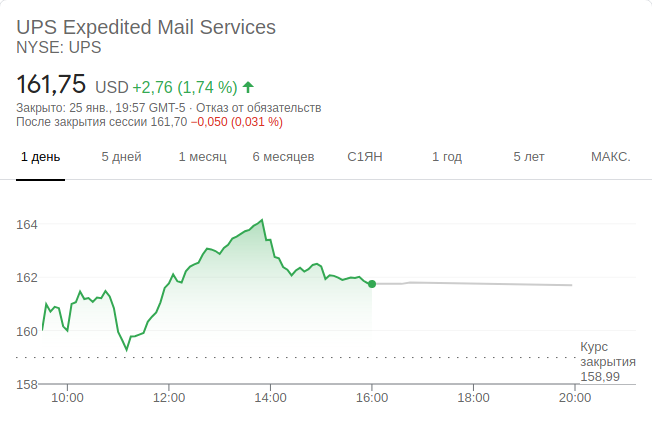 UPS Expedited Mail Services
NYSE: UPS
161,75 USD +2,76 (1,74 %)
Закрыто: 25 янв., 19:57 GMT-5 · Отказ от обязательств
После закрытия сессии 161,70 −0,050 (0,031 %)
1 день 5 дней 1 месяц 6 месяцев С1ЯН 1 год 5 лет МАКС.
164
162
160
158
Курс
закрытия
158,99
10:00 12:00 14:00 16:00 18:00 20:00